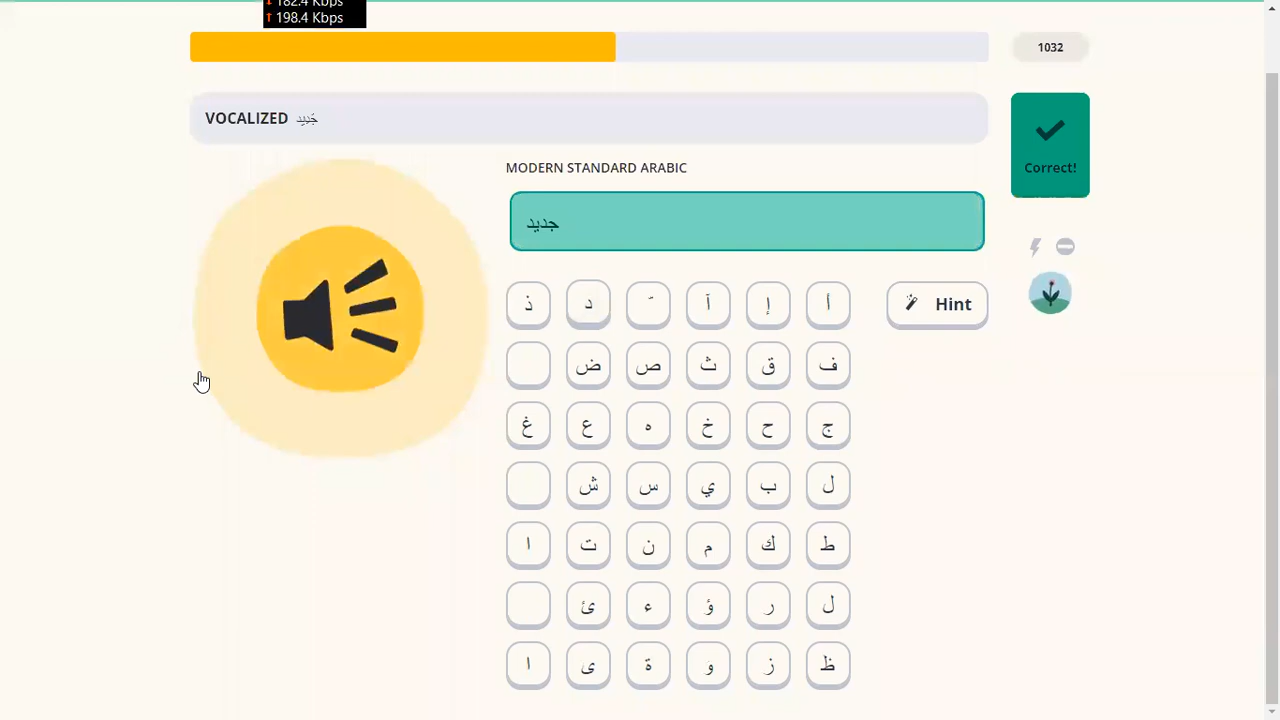 182.4 Kbps
198.4 Kbps
1032
VOCALIZED جَدِيد
Correct!
MODERN STANDARD ARABIC
جديد
ذ د ّ آ إ أ
Hint
ض ص ث ق ف
غ ع ه خ ح ج
ش س ي ب ل
ا ت ن م ك ط
ئ ء ؤ ر ل
ا ى ة و ز ظ